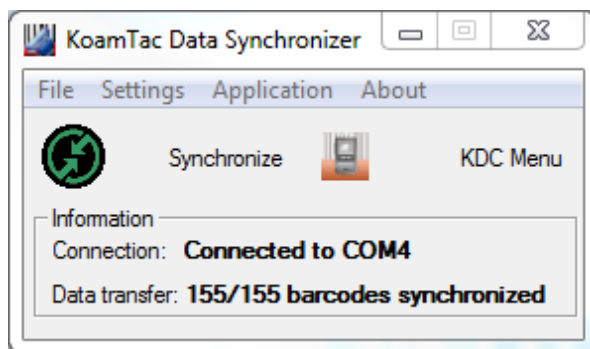 KoamTac Data Synchronizer
File Settings Application About
Synchronize KDC Menu
Information
Connection: Connected to COM4
Data transfer: 155/155 barcodes synchronized